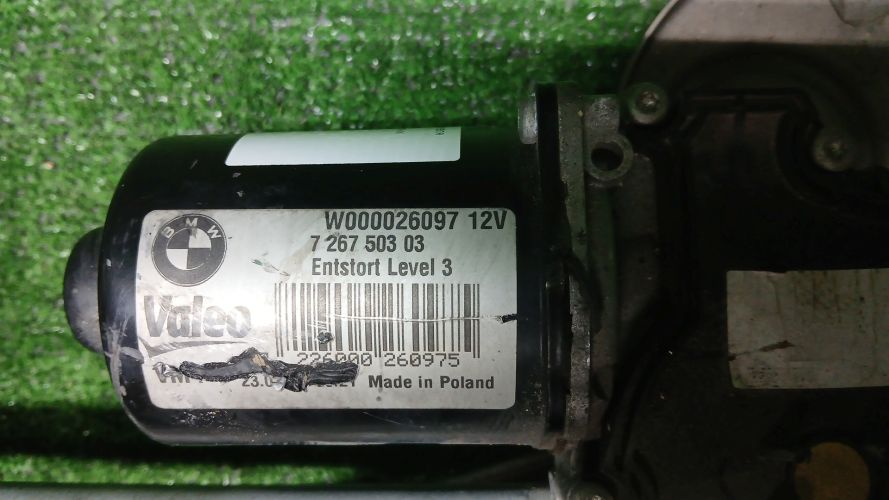 BMW
W000026097 12V
7 267 503 03
Entstort Level 3
Valeo
226000 260975
Made in Poland